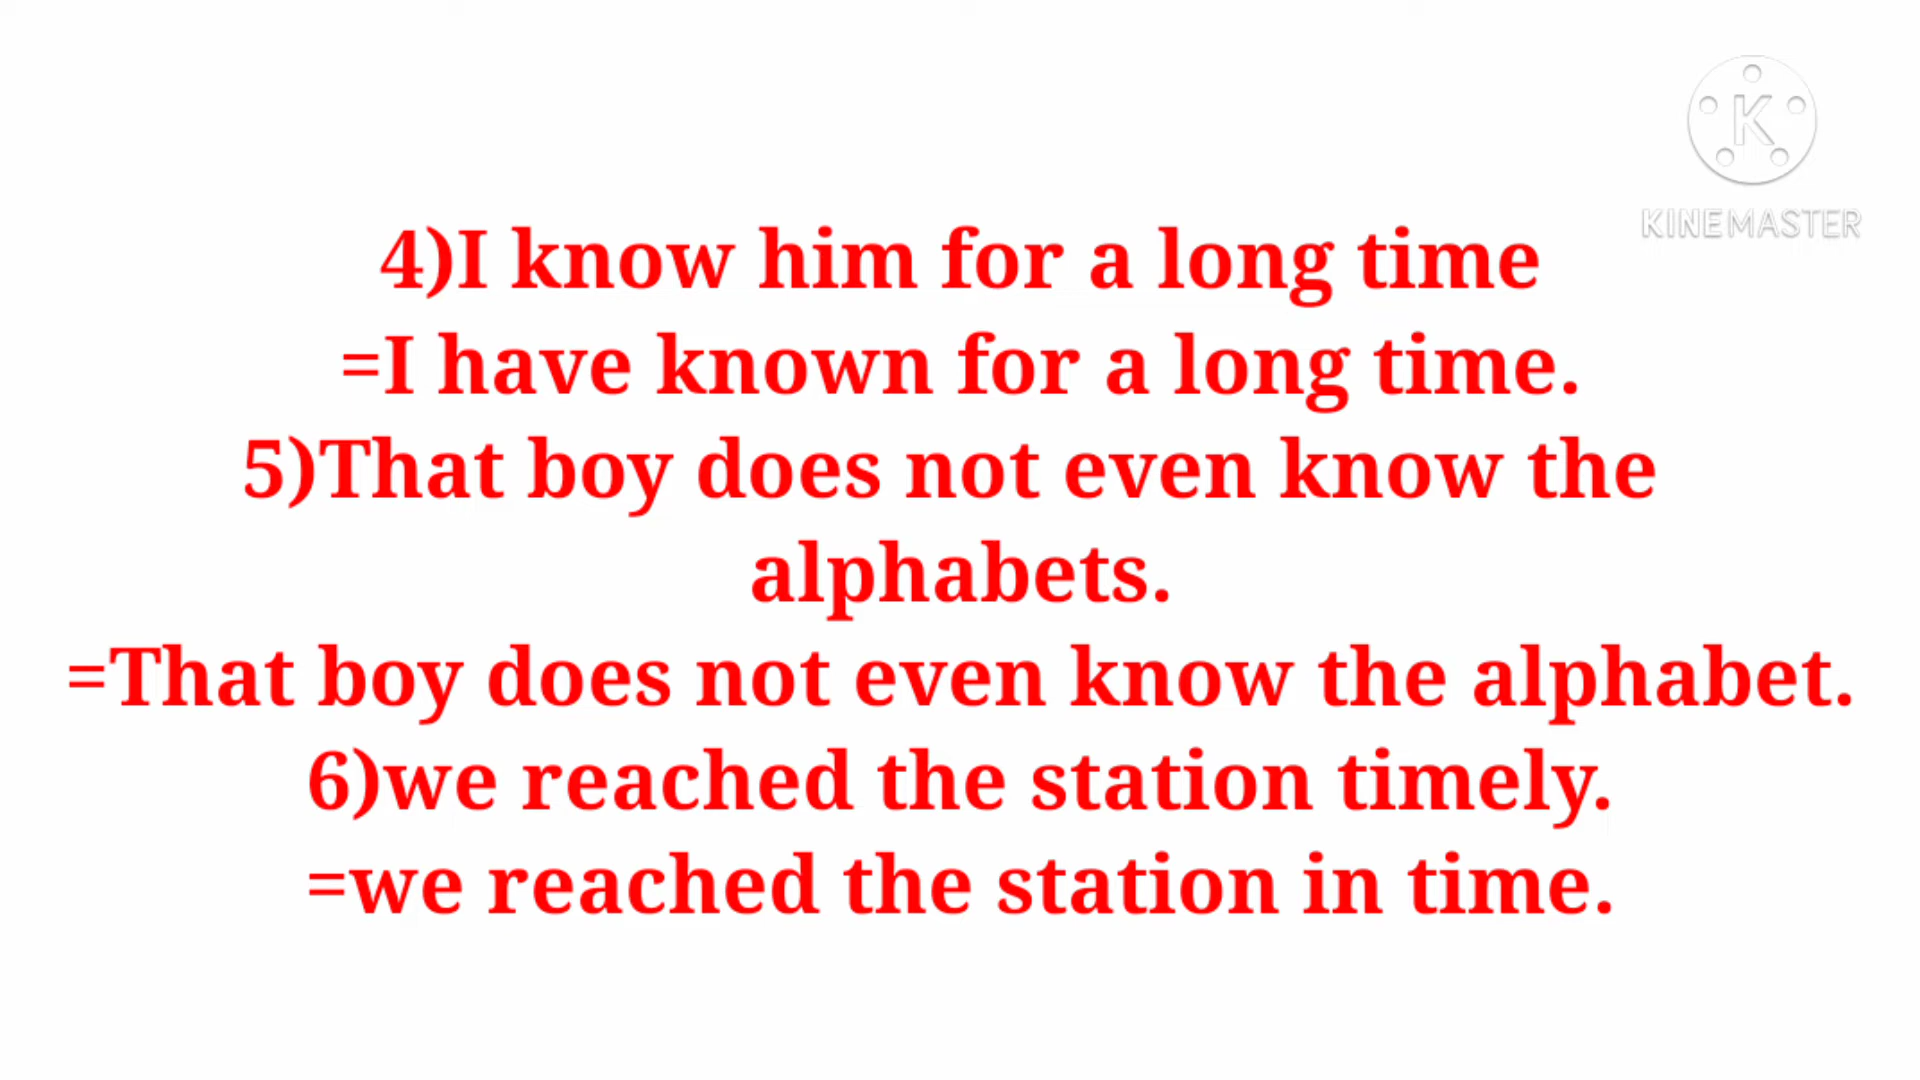 K
KINEMASTER
4)I know him for a long time
=I have known for a long time.
5)That boy does not even know the
alphabets.
=That boy does not even know the alphabet.
6)we reached the station timely.
=we reached the station in time.